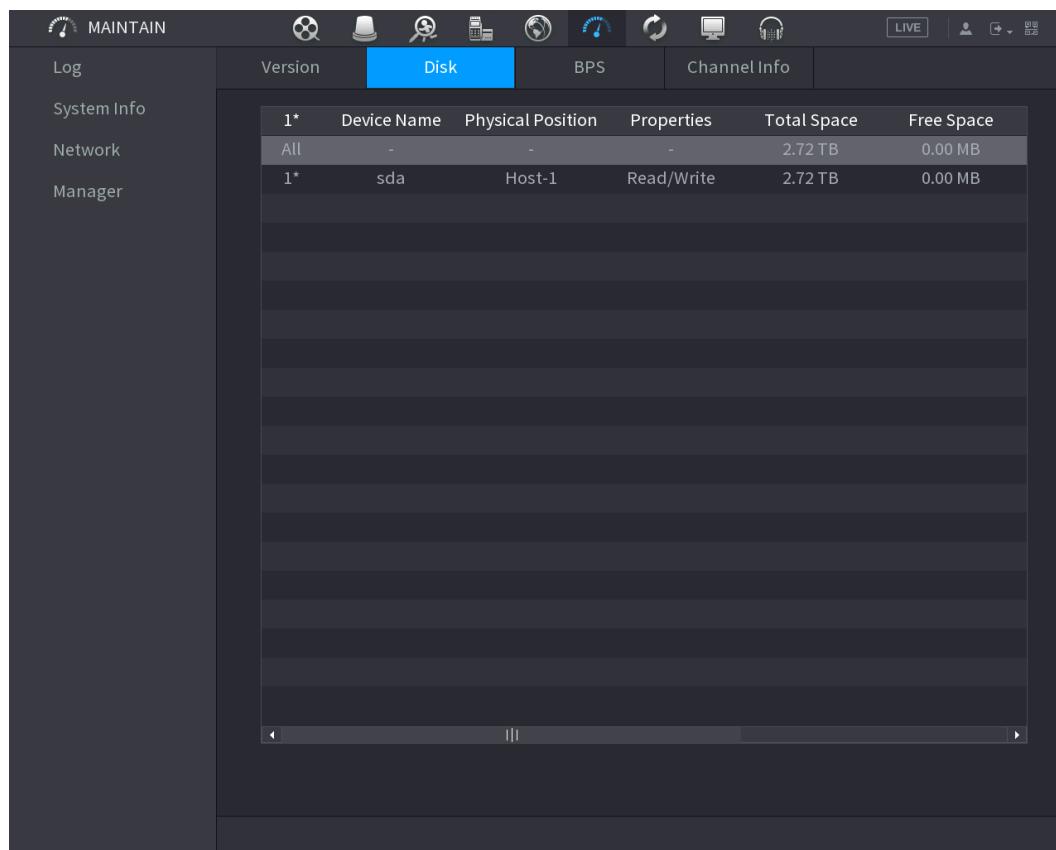 MAINTAIN
LIVE
Log
System Info
Network
Manager
Version Disk BPS Channel Info
1* Device Name Physical Position Properties Total Space Free Space
All - - - 2.72 TB 0.00 MB
1* sda Host-1 Read/Write 2.72 TB 0.00 MB